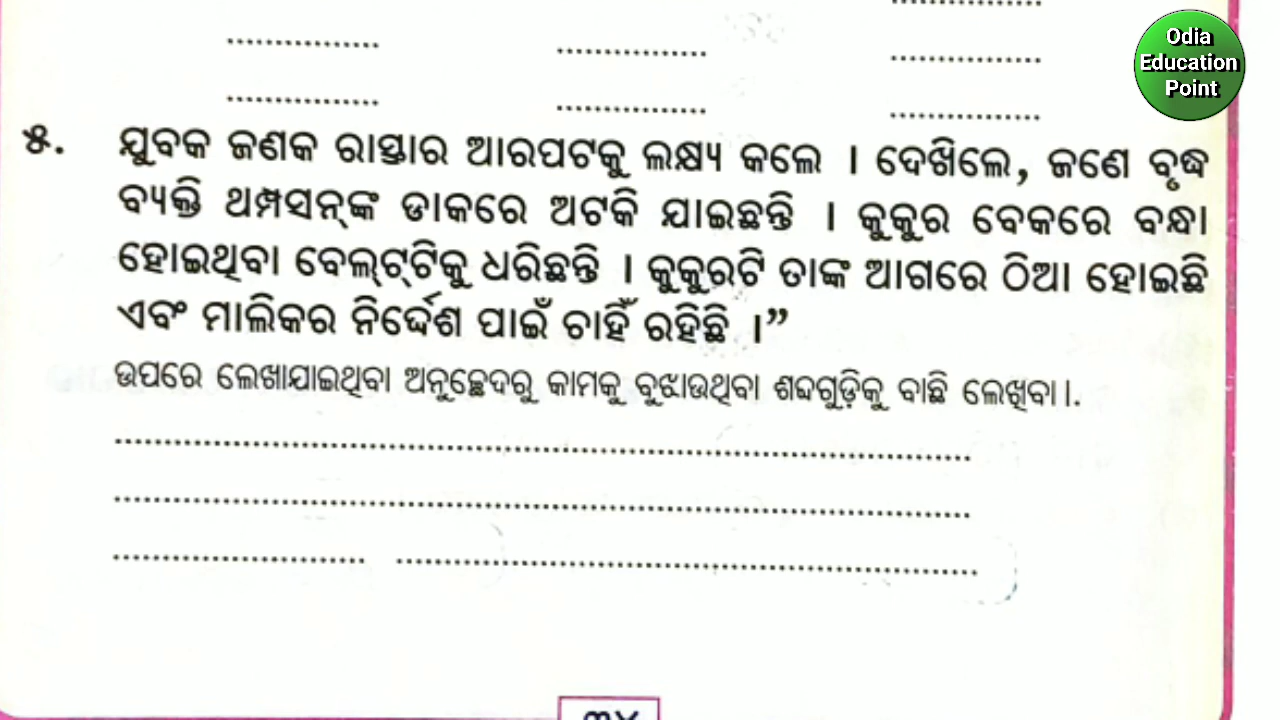 Odia
Education
Point
୫. ଯୁବକ ଜଣକ ରାସ୍ତାର ଆରପଟକୁ ଲକ୍ଷ୍ୟ କଲେ । ଦେଖିଲେ, ଜଣେ ବୃଦ୍ଧ
ବ୍ୟକ୍ତି ଥମ୍ପସନ୍‌ଙ୍କ ଡାକରେ ଅଟକି ଯାଇଛନ୍ତି । କୁକୁର ବେକରେ ବନ୍ଧା
ହୋଇଥିବା ବେଲ୍‌ଟ୍‌ଟିକୁ ଧରିଛନ୍ତି । କୁକୁରଟି ତାଙ୍କ ଆଗରେ ଠିଆ ହୋଇଛି
ଏବଂ ମାଲିକର ନିର୍ଦ୍ଦେଶ ପାଇଁ ଚାହିଁ ରହିଛି ।”
ଉପରେ ଲେଖାଯାଇଥିବା ଅନୁଚ୍ଛେଦରୁ କାମକୁ ବୁଝାଉଥିବା ଶବ୍ଦଗୁଡ଼ିକୁ ବାଛି ଲେଖିବା ।.